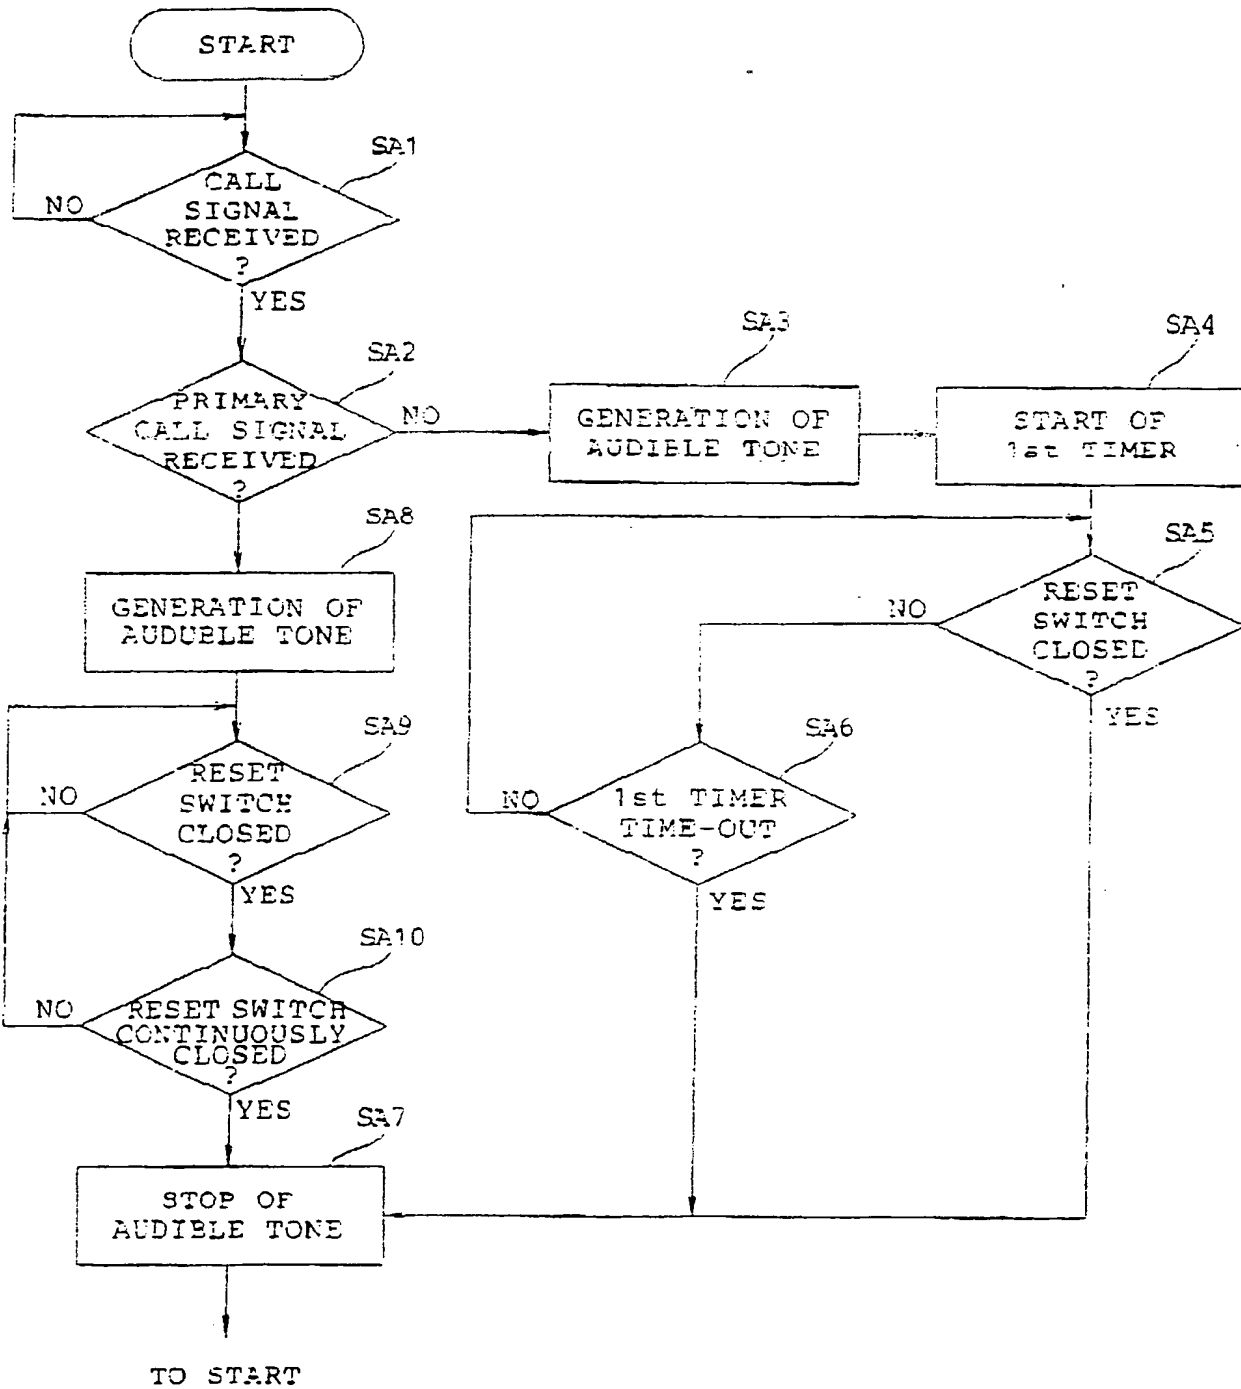 START
SA1
CALL
SIGNAL
RECEIVED
?
NO
YES
SA2
PRIMARY
CALL SIGNAL
RECEIVED
?
NO
SA3
GENERATION OF
AUDIBLE TONE
SA4
START OF
1st TIMER
SA8
GENERATION OF
AUDUBLE TONE
SA5
RESET
SWITCH
CLOSED
?
NO
YES
SA9
RESET
SWITCH
CLOSED
?
NO
YES
SA6
1st TIMER
TIME-OUT
?
NO
YES
SA10
RESET SWITCH
CONTINUOUSLY
CLOSED
?
NO
YES
SA7
STOP OF
AUDIBLE TONE
TO START